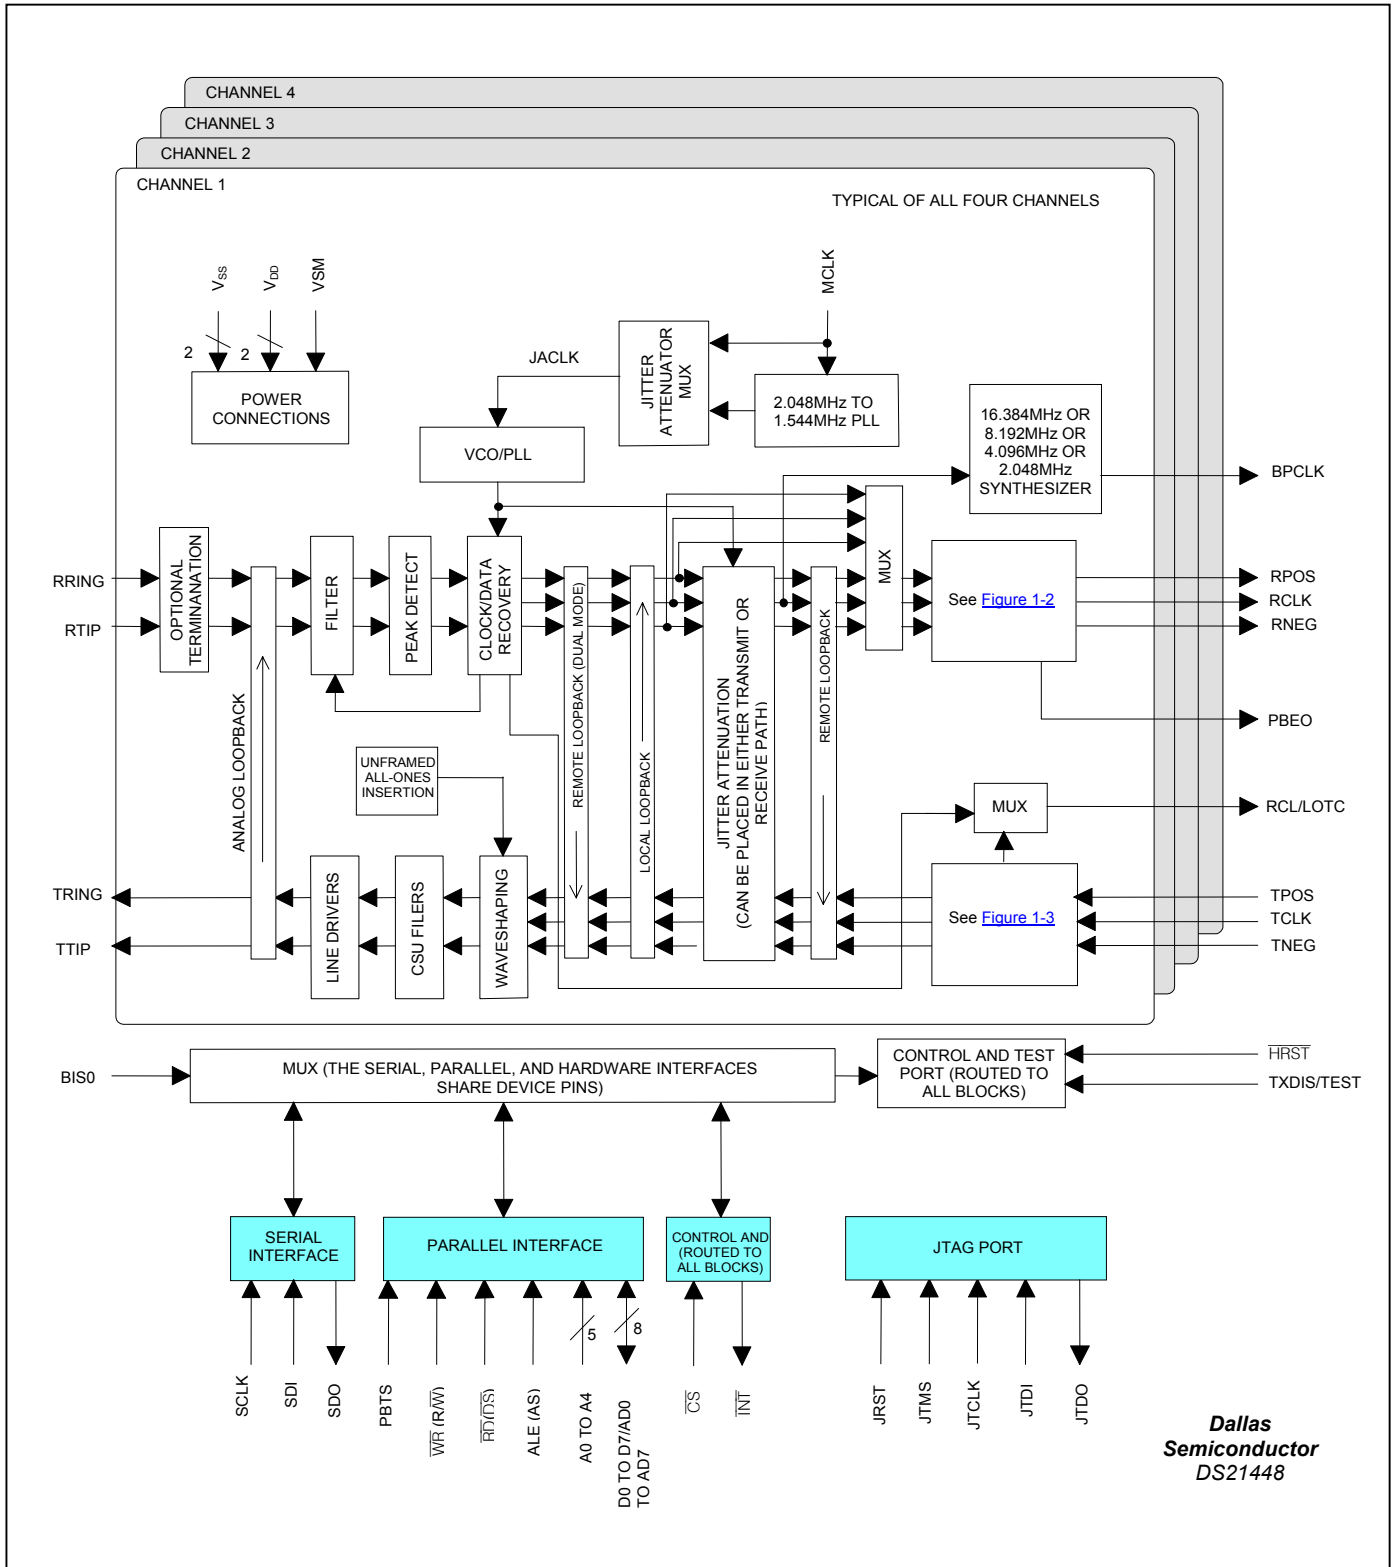 CHANNEL 4
CHANNEL 3
CHANNEL 2
CHANNEL 1
TYPICAL OF ALL FOUR CHANNELS
VSS
VDD
VSM
MCLK
2
2
POWER
CONNECTIONS
JACLK
JITTER
ATTENUATOR
MUX
2.048MHz TO
1.544MHz PLL
16.384MHz OR
8.192MHz OR
4.096MHz OR
2.048MHz
SYNTHESIZER
BPCLK
VCO/PLL
RRING
RTIP
OPTIONAL
TERMINANATION
ANALOG LOOPBACK
FILTER
PEAK DETECT
CLOCK/DATA
RECOVERY
REMOTE LOOPBACK (DUAL MODE)
LOCAL LOOPBACK
JITTER ATTENUATION
(CAN BE PLACED IN EITHER TRANSMIT OR
RECEIVE PATH)
REMOTE LOOPBACK
MUX
See Figure 1-2
RPOS
RCLK
RNEG
PBEO
UNFRAMED
ALL-ONES
INSERTION
MUX
RCL/LOTC
TRING
TTIP
LINE DRIVERS
CSU FILERS
WAVESHAPING
See Figure 1-3
TPOS
TCLK
TNEG
BIS0
MUX (THE SERIAL, PARALLEL, AND HARDWARE INTERFACES
SHARE DEVICE PINS)
CONTROL AND TEST
PORT (ROUTED TO
ALL BLOCKS)
HRST
TXDIS/TEST
SERIAL
INTERFACE
PARALLEL INTERFACE
CONTROL AND
(ROUTED TO
ALL BLOCKS)
JTAG PORT
5
8
SCLK
SDI
SDO
PBTS
WR (R/W)
RD(DS)
ALE (AS)
A0 TO A4
D0 TO D7/AD0
TO AD7
CS
INT
JRST
JTMS
JTCLK
JTDI
JTDO
Dallas
Semiconductor
DS21448